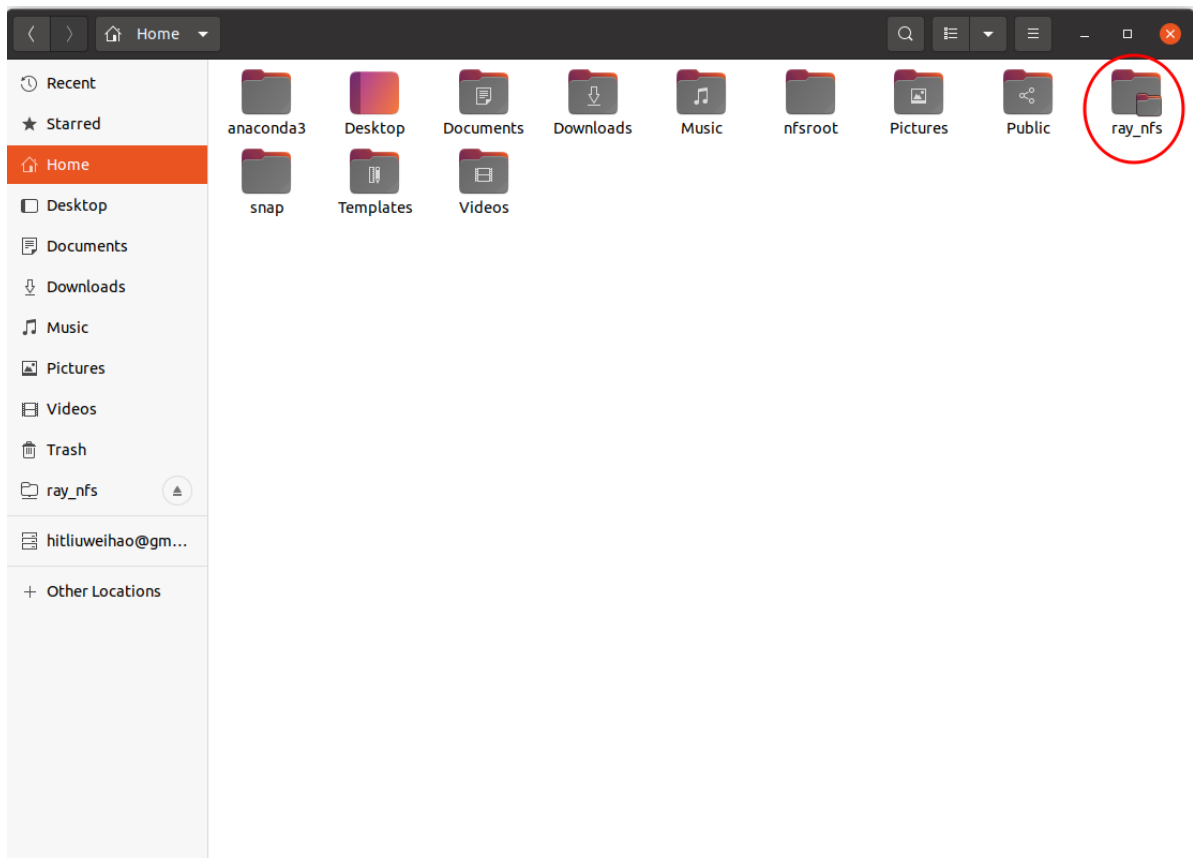 Home
Recent
Starred
Home
Desktop
Documents
Downloads
Music
Pictures
Videos
Trash
ray_nfs
hitliuweihao@gm...
Other Locations
anaconda3 Desktop Documents Downloads Music nfsroot Pictures Public ray_nfs
snap Templates Videos